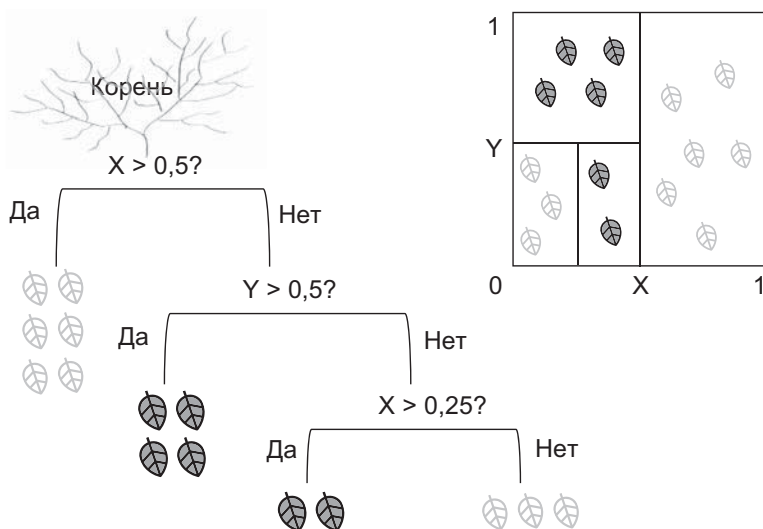 Корень
X > 0,5?
Да
Нет
Y > 0,5?
Да
Нет
X > 0,25?
Да
Нет
1
Y
0
X
1